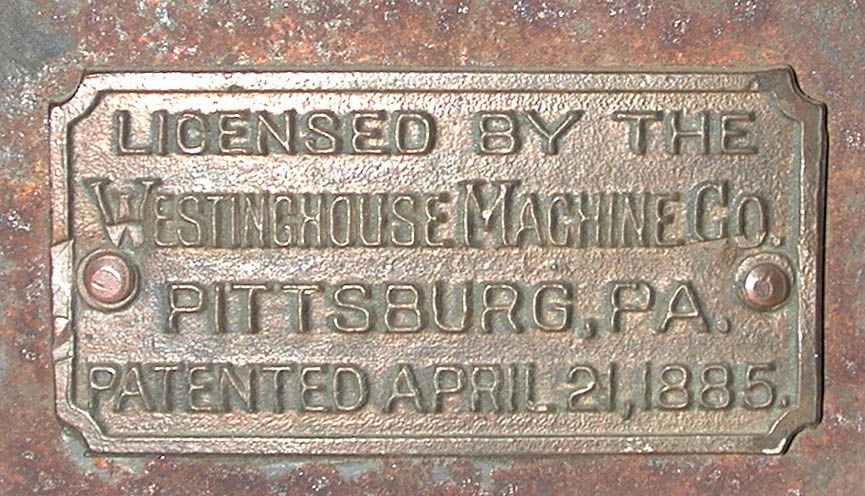 LICENSED BY THE
WESTINGHOUSE MACHINE CO.
PITTSBURG, PA.
PATENTED APRIL 21, 1885.